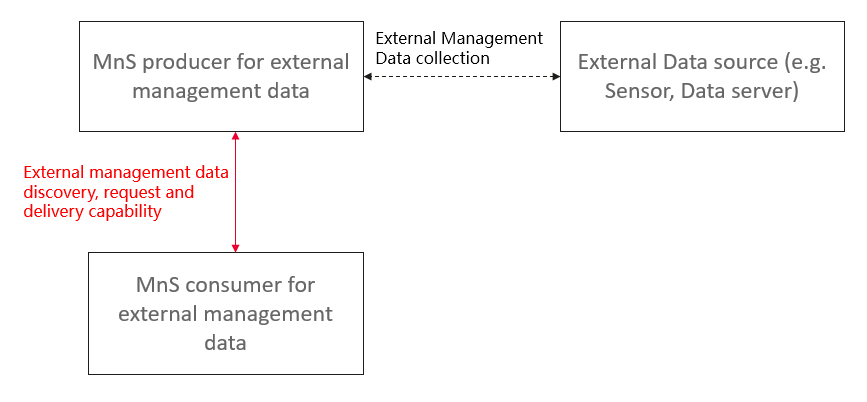 MnS producer for external
management data
External Management
Data collection
External Data source (e.g.
Sensor, Data server)
External management data
discovery, request and
delivery capability
MnS consumer for
external management
data